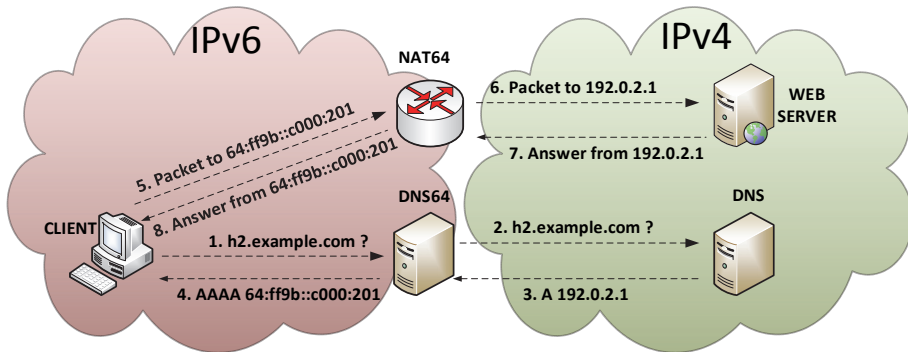 IPv6
IPv4
NAT64
6. Packet to 192.0.2.1
WEB
SERVER
5. Packet to 64:ff9b::c000:201
7. Answer from 192.0.2.1
8. Answer from 64:ff9b::c000:201
CLIENT
DNS64
DNS
1. h2.example.com ?
2. h2.example.com ?
4. AAAA 64:ff9b::c000:201
3. A 192.0.2.1